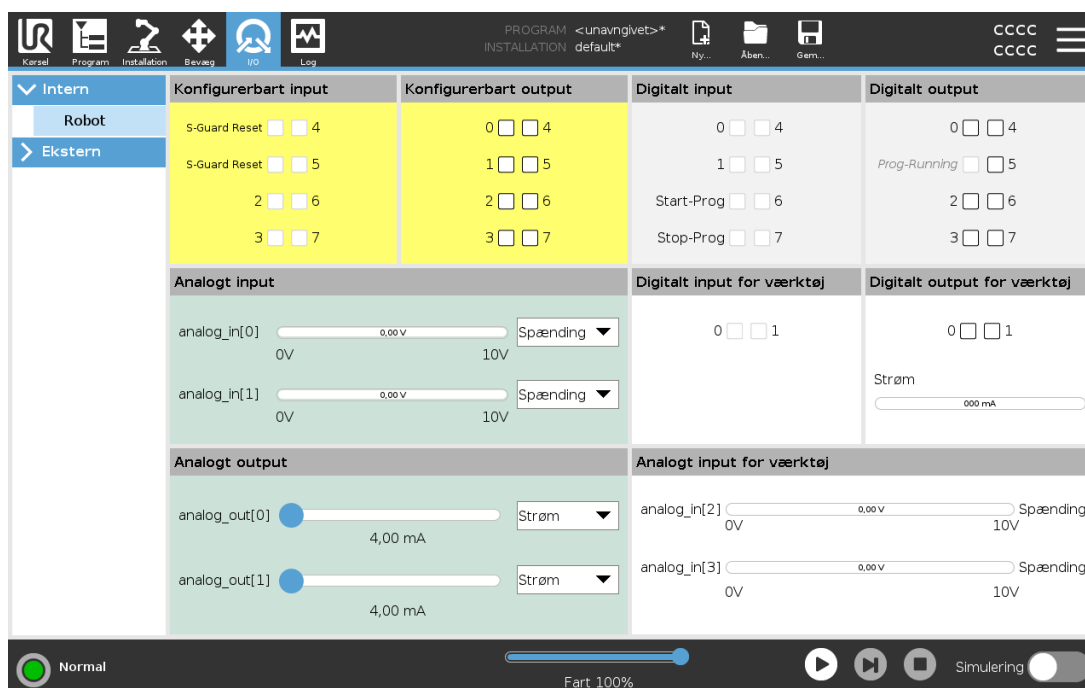 PROGRAM <unavngivet>*
INSTALLATION default*
CCCC
CCCC
UR
Kørsel Program Installation Bevæg I/O Log Ny... Åben... Gem...
Intern
Robot
Ekstern
Konfigurerbart input
S-Guard Reset 4
S-Guard Reset 5
2 6
3 7
Konfigurerbart output
0 4
1 5
2 6
3 7
Digitalt input
0 4
1 5
Start-Prog 6
Stop-Prog 7
Digitalt output
0 4
Prog-Running 5
2 6
3 7
Analogt input
analog_in[0] 0,00 V Spænding
0V 10V
analog_in[1] 0,00 V Spænding
0V 10V
Digitalt input for værktøj
0 1
Digitalt output for værktøj
0 1
Strøm
000 mA
Analogt output
analog_out[0] Strøm
4,00 mA
analog_out[1] Strøm
4,00 mA
Analogt input for værktøj
analog_in[2] 0,00 V Spænding
0V 10V
analog_in[3] 0,00 V Spænding
0V 10V
Normal
Fart 100%
Simulering